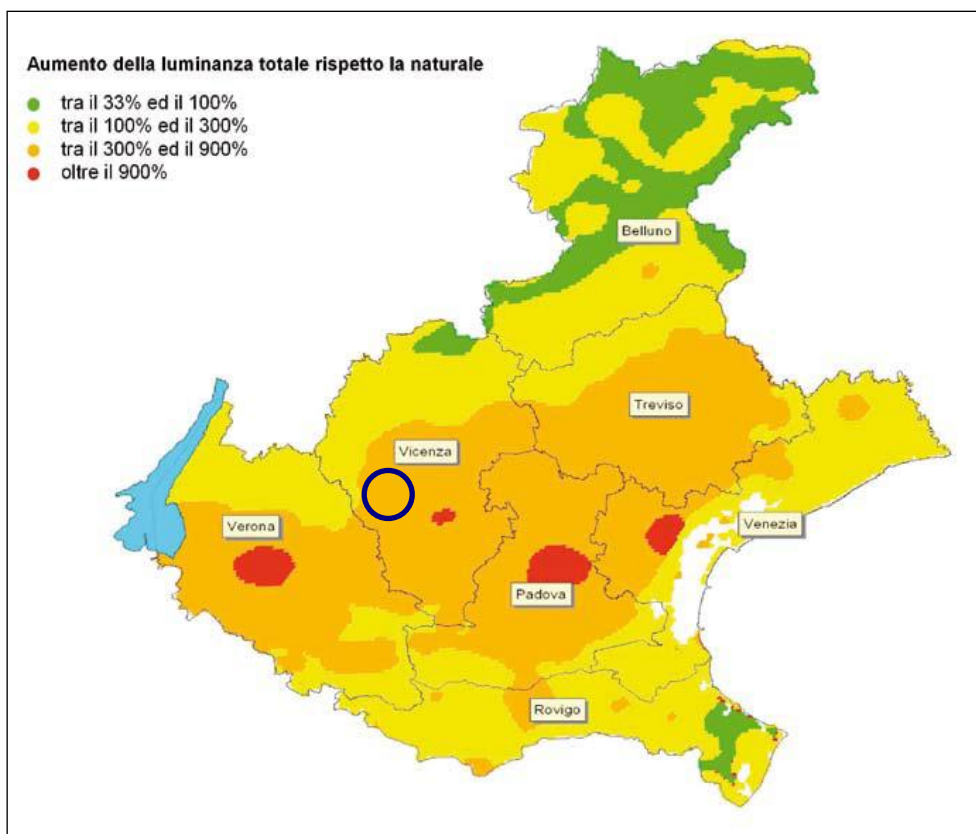 Aumento della luminanza totale rispetto la naturale
tra il 33% ed il 100%
tra il 100% ed il 300%
tra il 300% ed il 900%
oltre il 900%
Belluno
Treviso
Vicenza
Verona
Venezia
Padova
Rovigo